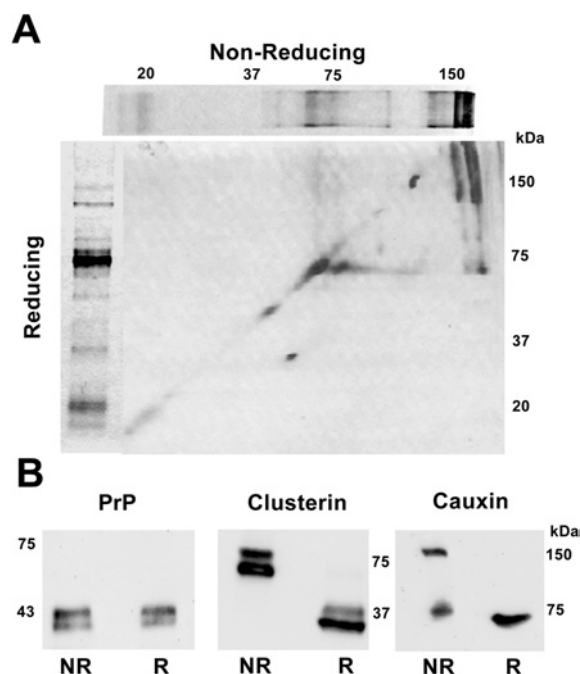 A
Non-Reducing
20 37 75 150
kDa
150
75
37
20
Reducing
B
PrP Clusterin Cauxin
kDa
75 75 150
43 37 75
NR R NR R NR R